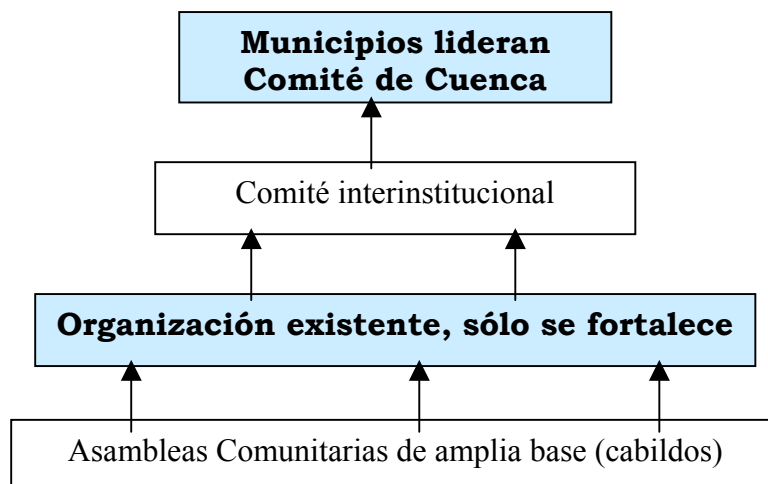 Municipios lideran
Comité de Cuenca
Comité interinstitucional
Organización existente, sólo se fortalece
Asambleas Comunitarias de amplia base (cabildos)